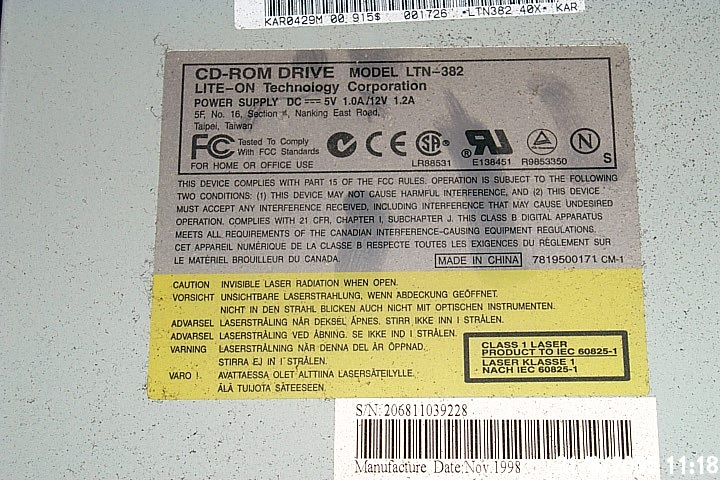 KAR0429M 00 915$ 001726 *LTN382 40X* KAR
CD-ROM DRIVE MODEL LTN-382
LITE-ON Technology Corporation
POWER SUPPLY DC 5V 1.0A/12V 1.2A
5F, No. 16, Section 4, Nanking East Road,
Taipei, Taiwan
FC Tested To Comply
With FCC Standards
FOR HOME OR OFFICE USE
CE
SA
LR88531
®
E138451
R9853350
N
S
THIS DEVICE COMPLIES WITH PART 15 OF THE FCC RULES. OPERATION IS SUBJECT TO THE FOLLOWING
TWO CONDITIONS: (1) THIS DEVICE MAY NOT CAUSE HARMFUL INTERFERENCE, AND (2) THIS DEVICE
MUST ACCEPT ANY INTERFERENCE RECEIVED, INCLUDING INTERFERENCE THAT MAY CAUSE UNDESIRED
OPERATION. COMPLIES WITH 21 CFR, CHAPTER I, SUBCHAPTER J. THIS CLASS B DIGITAL APPARATUS
MEETS ALL REQUIREMENTS OF THE CANADIAN INTERFERENCE-CAUSING EQUIPMENT REGULATIONS.
CET APPAREIL NUMÉRIQUE DE LA CLASSE B RESPECTE TOUTES LES EXIGENCES DU RÈGLEMENT SUR
LE MATÉRIEL BROUILLEUR DU CANADA.
MADE IN CHINA 7819500171 CM-1
CAUTION INVISIBLE LASER RADIATION WHEN OPEN.
VORSICHT UNSICHTBARE LASERSTRAHLUNG, WENN ABDECKUNG GEÖFFNET.
NICHT IN DEN STRAHL BLICKEN AUCH NICHT MIT OPTISCHEN INSTRUMENTEN.
ADVARSEL LASERSTRÅLING NÅR DEKSEL ÅPNES. STIRR IKKE INN I STRÅLEN.
ADVARSEL LASERSTRÅLING VED ÅBNING. SE IKKE IND I STRÅLEN.
VARNING LASERSTRÅLNING NÄR DENNA DEL ÄR ÖPPNAD.
STIRRA EJ IN I STRÅLEN.
VARO ! AVATTAESSA OLET ALTTIINA LASERSÄTEILYLLE.
ÄLÄ TUIJOTA SÄTEESEEN.
CLASS 1 LASER
PRODUCT TO IEC 60825-1
LASER KLASSE 1
NACH IEC 60825-1
S/N: 206811039228
Manufacture Date:Nov.1998
11:18